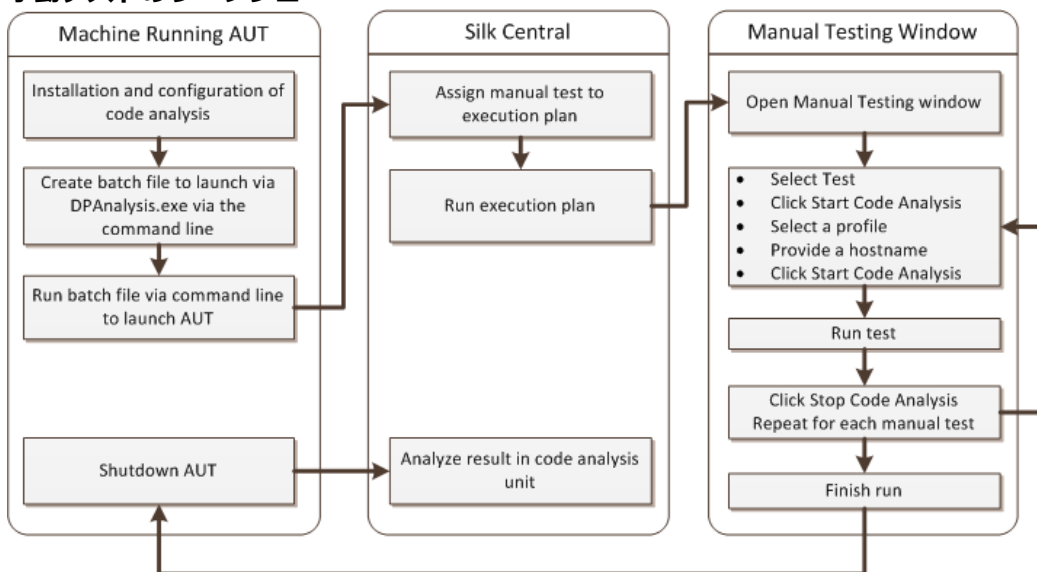 Machine Running AUT
Installation and configuration of
code analysis
Create batch file to launch via
DPAnalysis.exe via the
command line
Run batch file via command line
to launch AUT
Shutdown AUT
Silk Central
Assign manual test to
execution plan
Run execution plan
Analyze result in code analysis
unit
Manual Testing Window
Open Manual Testing window
• Select Test
• Click Start Code Analysis
• Select a profile
• Provide a hostname
• Click Start Code Analysis
Run test
Click Stop Code Analysis
Repeat for each manual test
Finish run